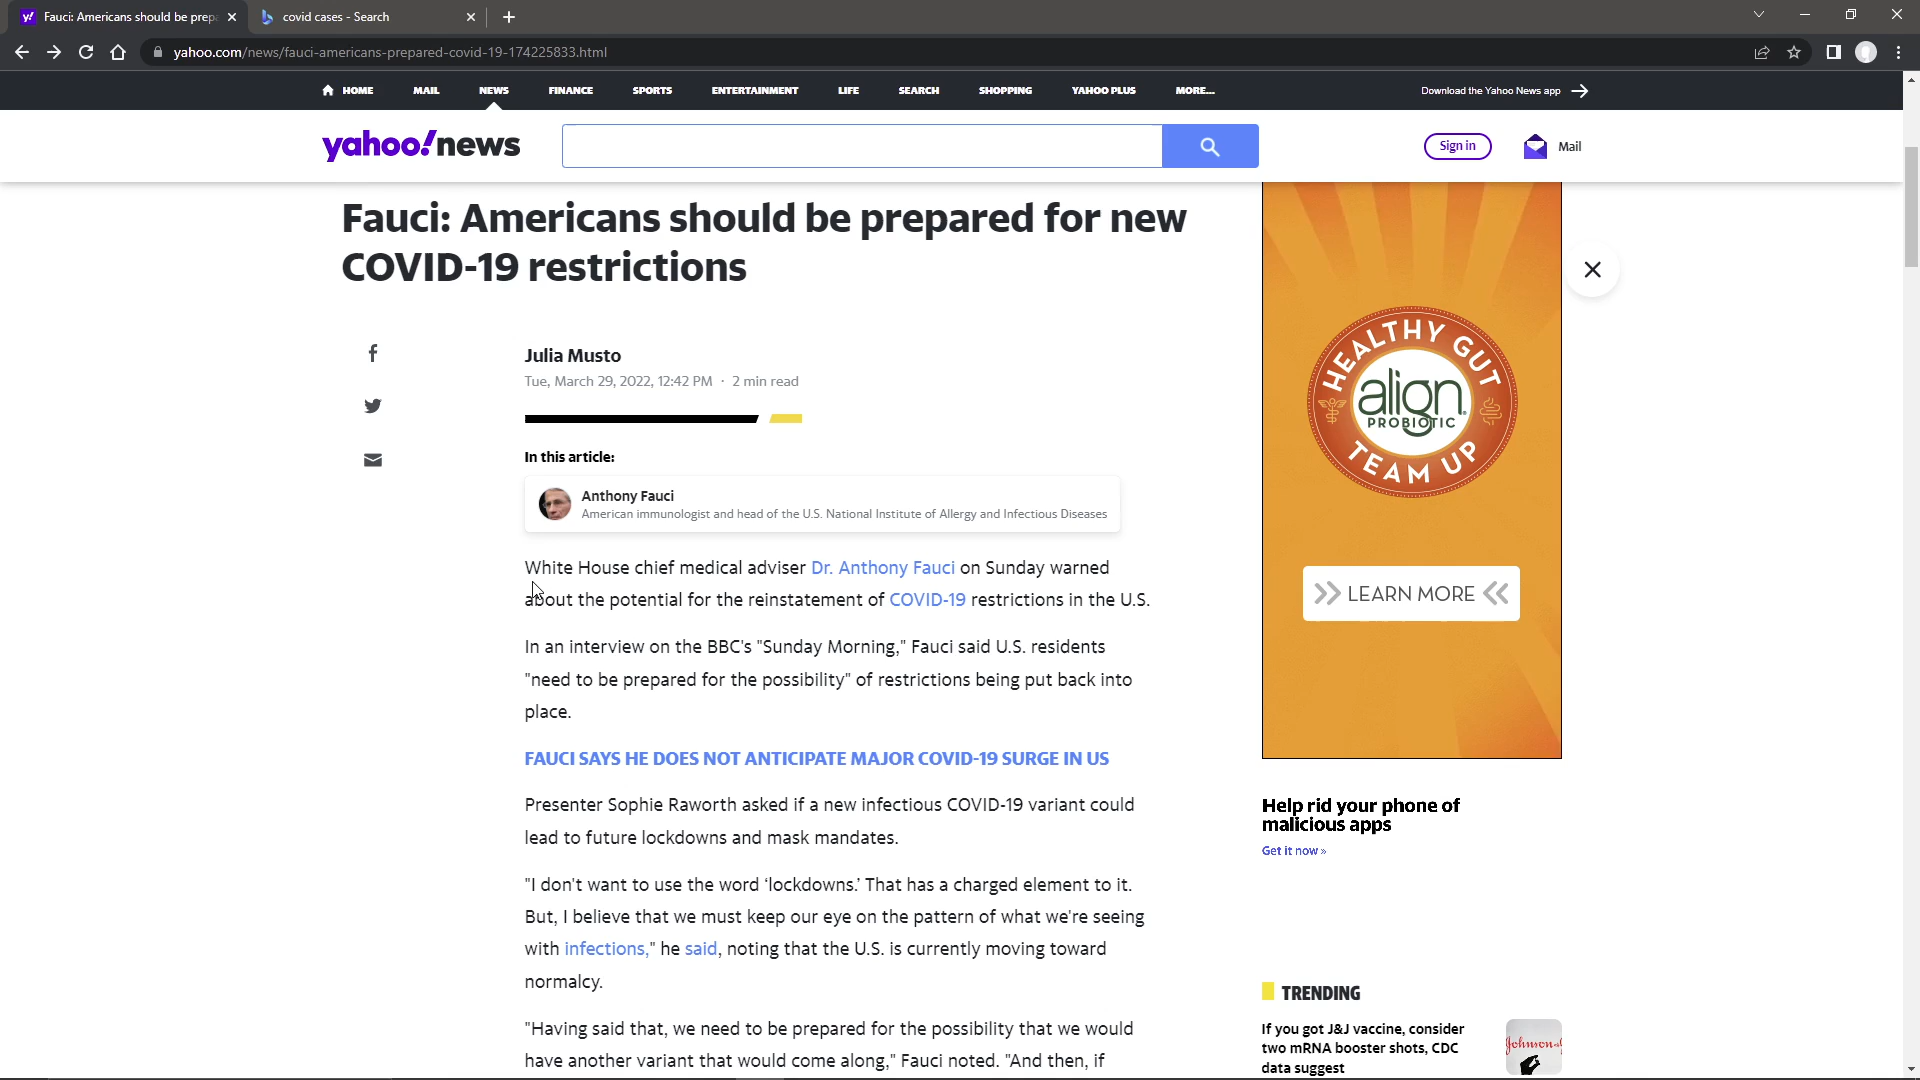 Fauci: Americans should be prepa
covid cases - Search
yahoo.com/news/fauci-americans-prepared-covid-19-174225833.html
HOME MAIL NEWS FINANCE SPORTS ENTERTAINMENT LIFE SEARCH SHOPPING YAHOO PLUS MORE... Download the Yahoo News app
yahoo!news
Sign in
Mail
Fauci: Americans should be prepared for new
COVID-19 restrictions
Julia Musto
Tue, March 29, 2022, 12:42 PM · 2 min read
In this article:
Anthony Fauci
American immunologist and head of the U.S. National Institute of Allergy and Infectious Diseases
White House chief medical adviser Dr. Anthony Fauci on Sunday warned
about the potential for the reinstatement of COVID-19 restrictions in the U.S.
In an interview on the BBC's "Sunday Morning," Fauci said U.S. residents
"need to be prepared for the possibility" of restrictions being put back into
place.
FAUCI SAYS HE DOES NOT ANTICIPATE MAJOR COVID-19 SURGE IN US
Presenter Sophie Raworth asked if a new infectious COVID-19 variant could
lead to future lockdowns and mask mandates.
"I don't want to use the word ‘lockdowns.’ That has a charged element to it.
But, I believe that we must keep our eye on the pattern of what we're seeing
with infections," he said, noting that the U.S. is currently moving toward
normalcy.
"Having said that, we need to be prepared for the possibility that we would
have another variant that would come along," Fauci noted. "And then, if
HEALTHY GUT
align
PROBIOTIC
TEAM UP
LEARN MORE
Help rid your phone of
malicious apps
Get it now »
TRENDING
If you got J&J vaccine, consider
two mRNA booster shots, CDC
data suggest
Johnson&